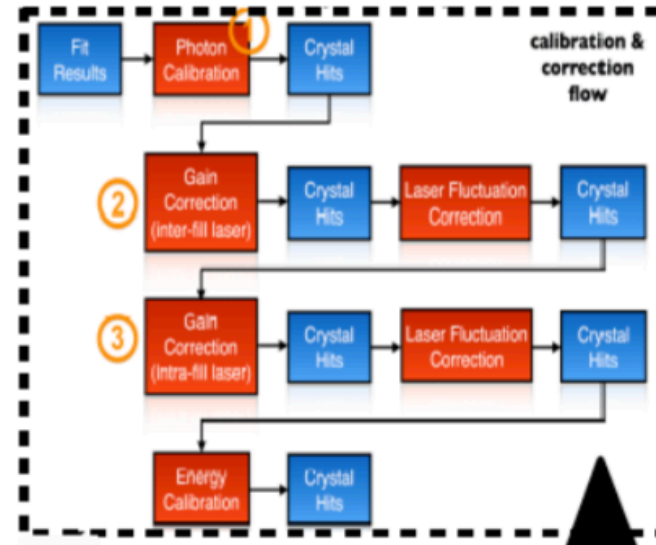 Fit
Results
Photon
Calibration
1
Crystal
Hits
calibration &
correction
flow
2
Gain
Correction
(inter-fill laser)
Crystal
Hits
Laser Fluctuation
Correction
Crystal
Hits
3
Gain
Correction
(intra-fill laser)
Crystal
Hits
Laser Fluctuation
Correction
Crystal
Hits
Energy
Calibration
Crystal
Hits